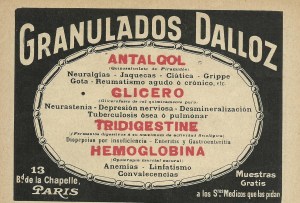 GRANULADOS DALLOZ
ANTALGOL
Neuralgias - Jaquecas - Ciática - Grippe
Gota - Reumatismo agudo ó crónico, etc.
GLICERO
Neurastenia - Depresión nerviosa - Desmineralización
Tuberculosis ósea ó pulmonar
TRIDIGESTINE
Dispepsias por insuficiencia - Enteritis y Gastroenteritis
HEMOGLOBINA
Anemias - Linfatismo
Convalecencias
13
Bd. de la Chapelle,
PARIS
Muestras
Gratis
a los Sres. Medicos que las pidan